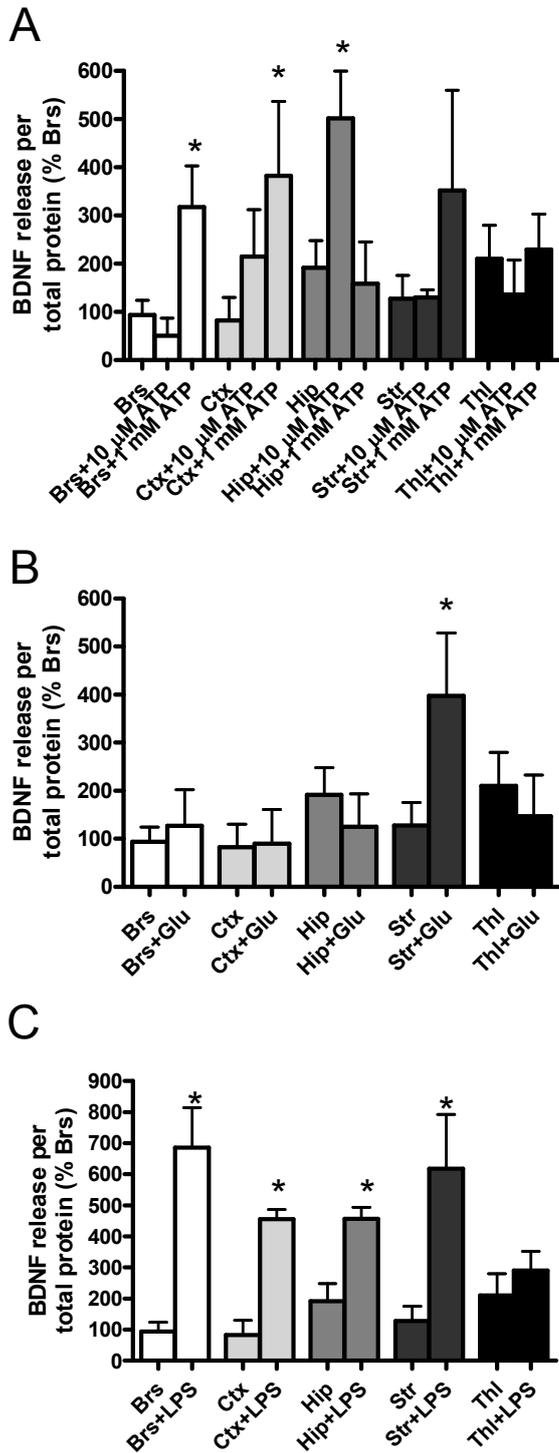 A
BDNF release per
total protein (% Brs)
600
500
400
300
200
100
0
*
*
*
Brs
Brs+10 µM ATP
Brs+1 mM ATP
Ctx
Ctx+10 µM ATP
Ctx+1 mM ATP
Hip
Hip+10 µM ATP
Hip+1 mM ATP
Str
Str+10 µM ATP
Str+1 mM ATP
Thl
Thl+10 µM ATP
Thl+1 mM ATP
B
BDNF release per
total protein (% Brs)
600
500
400
300
200
100
0
*
Brs
Brs+Glu
Ctx
Ctx+Glu
Hip
Hip+Glu
Str
Str+Glu
Thl
Thl+Glu
C
BDNF release per
total protein (% Brs)
900
800
700
600
500
400
300
200
100
0
*
*
*
*
Brs
Brs+LPS
Ctx
Ctx+LPS
Hip
Hip+LPS
Str
Str+LPS
Thl
Thl+LPS